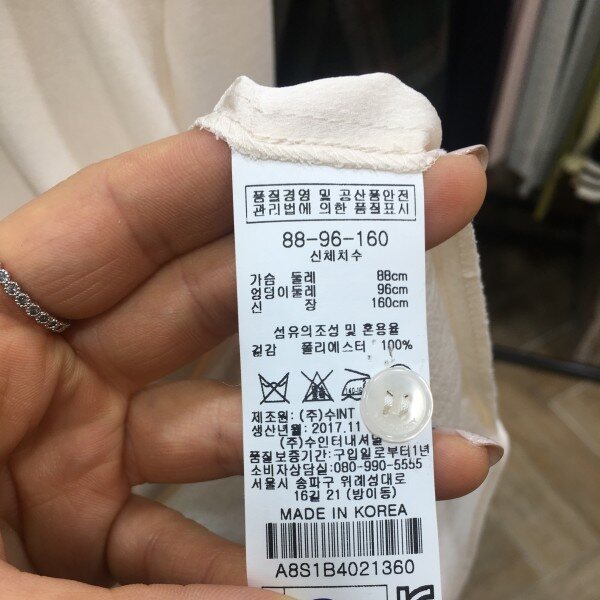 품질경영 및 공산품안전
관리법에 의한 품질표시
88-96-160
신체치수
가슴 둘레 88cm
엉덩이둘레 96cm
신 장 160cm
섬유의조성 및 혼용율
겉감 폴리에스터 100%
제조원: (주)수INT
생산년월: 2017.11
(주)수인터내셔널
품질보증기간: 구입일로부터1년
소비자상담실: 080-990-5555
서울시 송파구 위례성대로
16길 21 (방이동)
MADE IN KOREA
A8S1B4021360